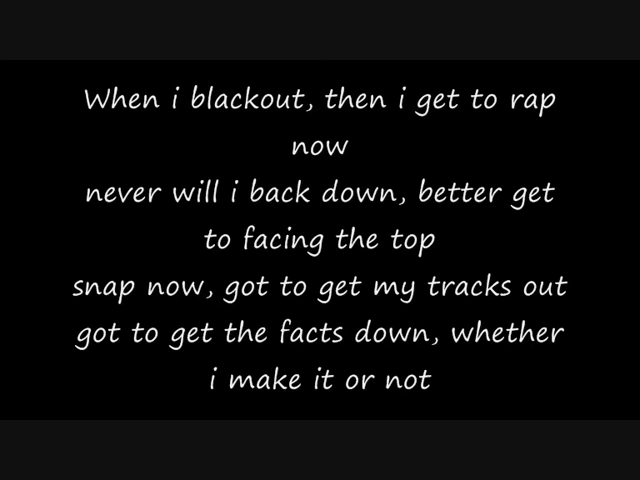 When i blackout, then i get to rap
now
never will i back down, better get
to facing the top
snap now, got to get my tracks out
got to get the facts down, whether
i make it or not